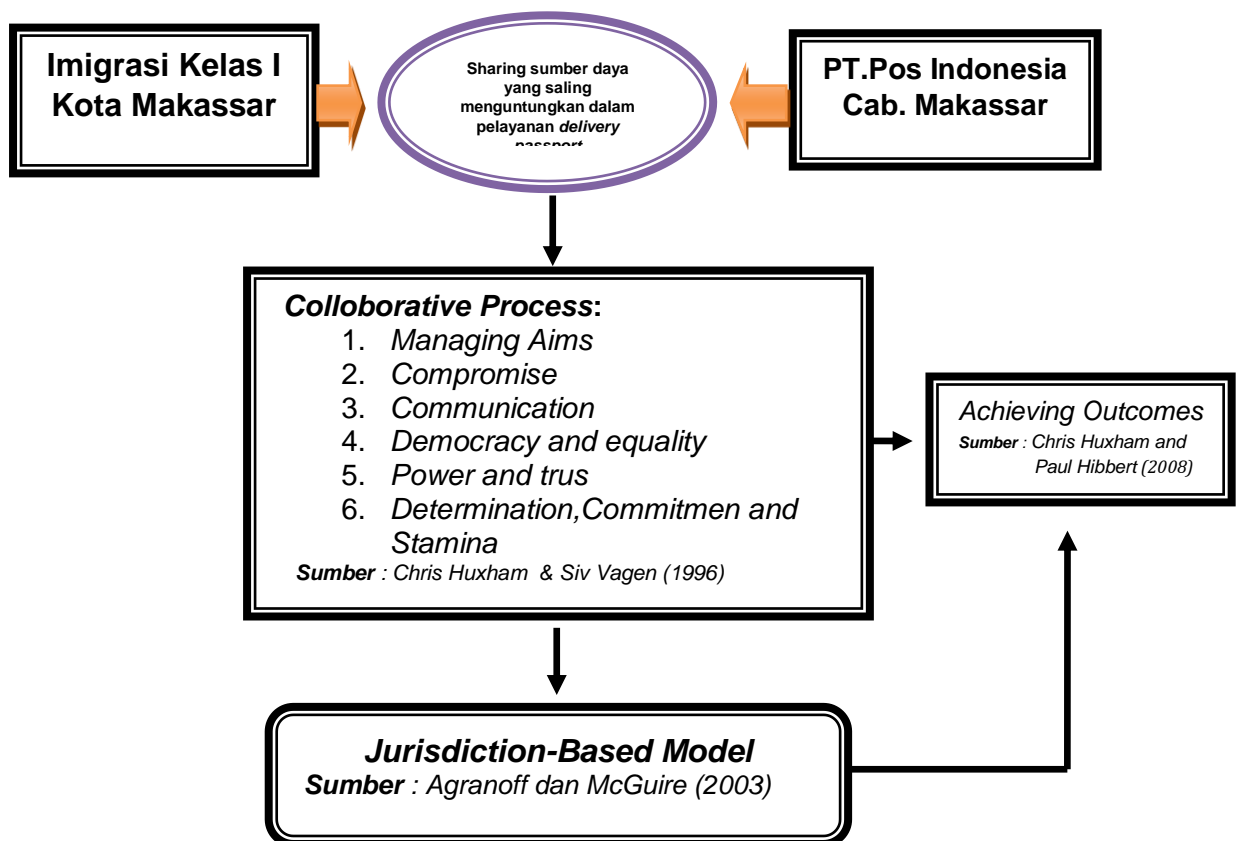 Imigrasi Kelas I
Kota Makassar
Sharing sumber daya
yang saling
menguntungkan dalam
pelayanan delivery
passport
PT.Pos Indonesia
Cab. Makassar
Colloborative Process:
1. Managing Aims
2. Compromise
3. Communication
4. Democracy and equality
5. Power and trus
6. Determination,Commitmen and
Stamina
Sumber : Chris Huxham & Siv Vagen (1996)
Achieving Outcomes
Sumber : Chris Huxham and
Paul Hibbert (2008)
Jurisdiction-Based Model
Sumber : Agranoff dan McGuire (2003)